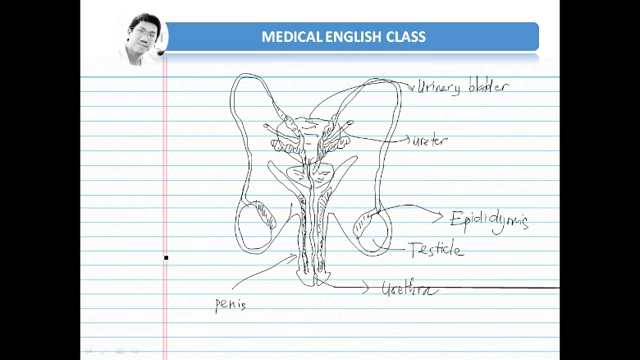 MEDICAL ENGLISH CLASS
Urinary bladder
Ureter
Epididymis
Testicle
Urethra
penis